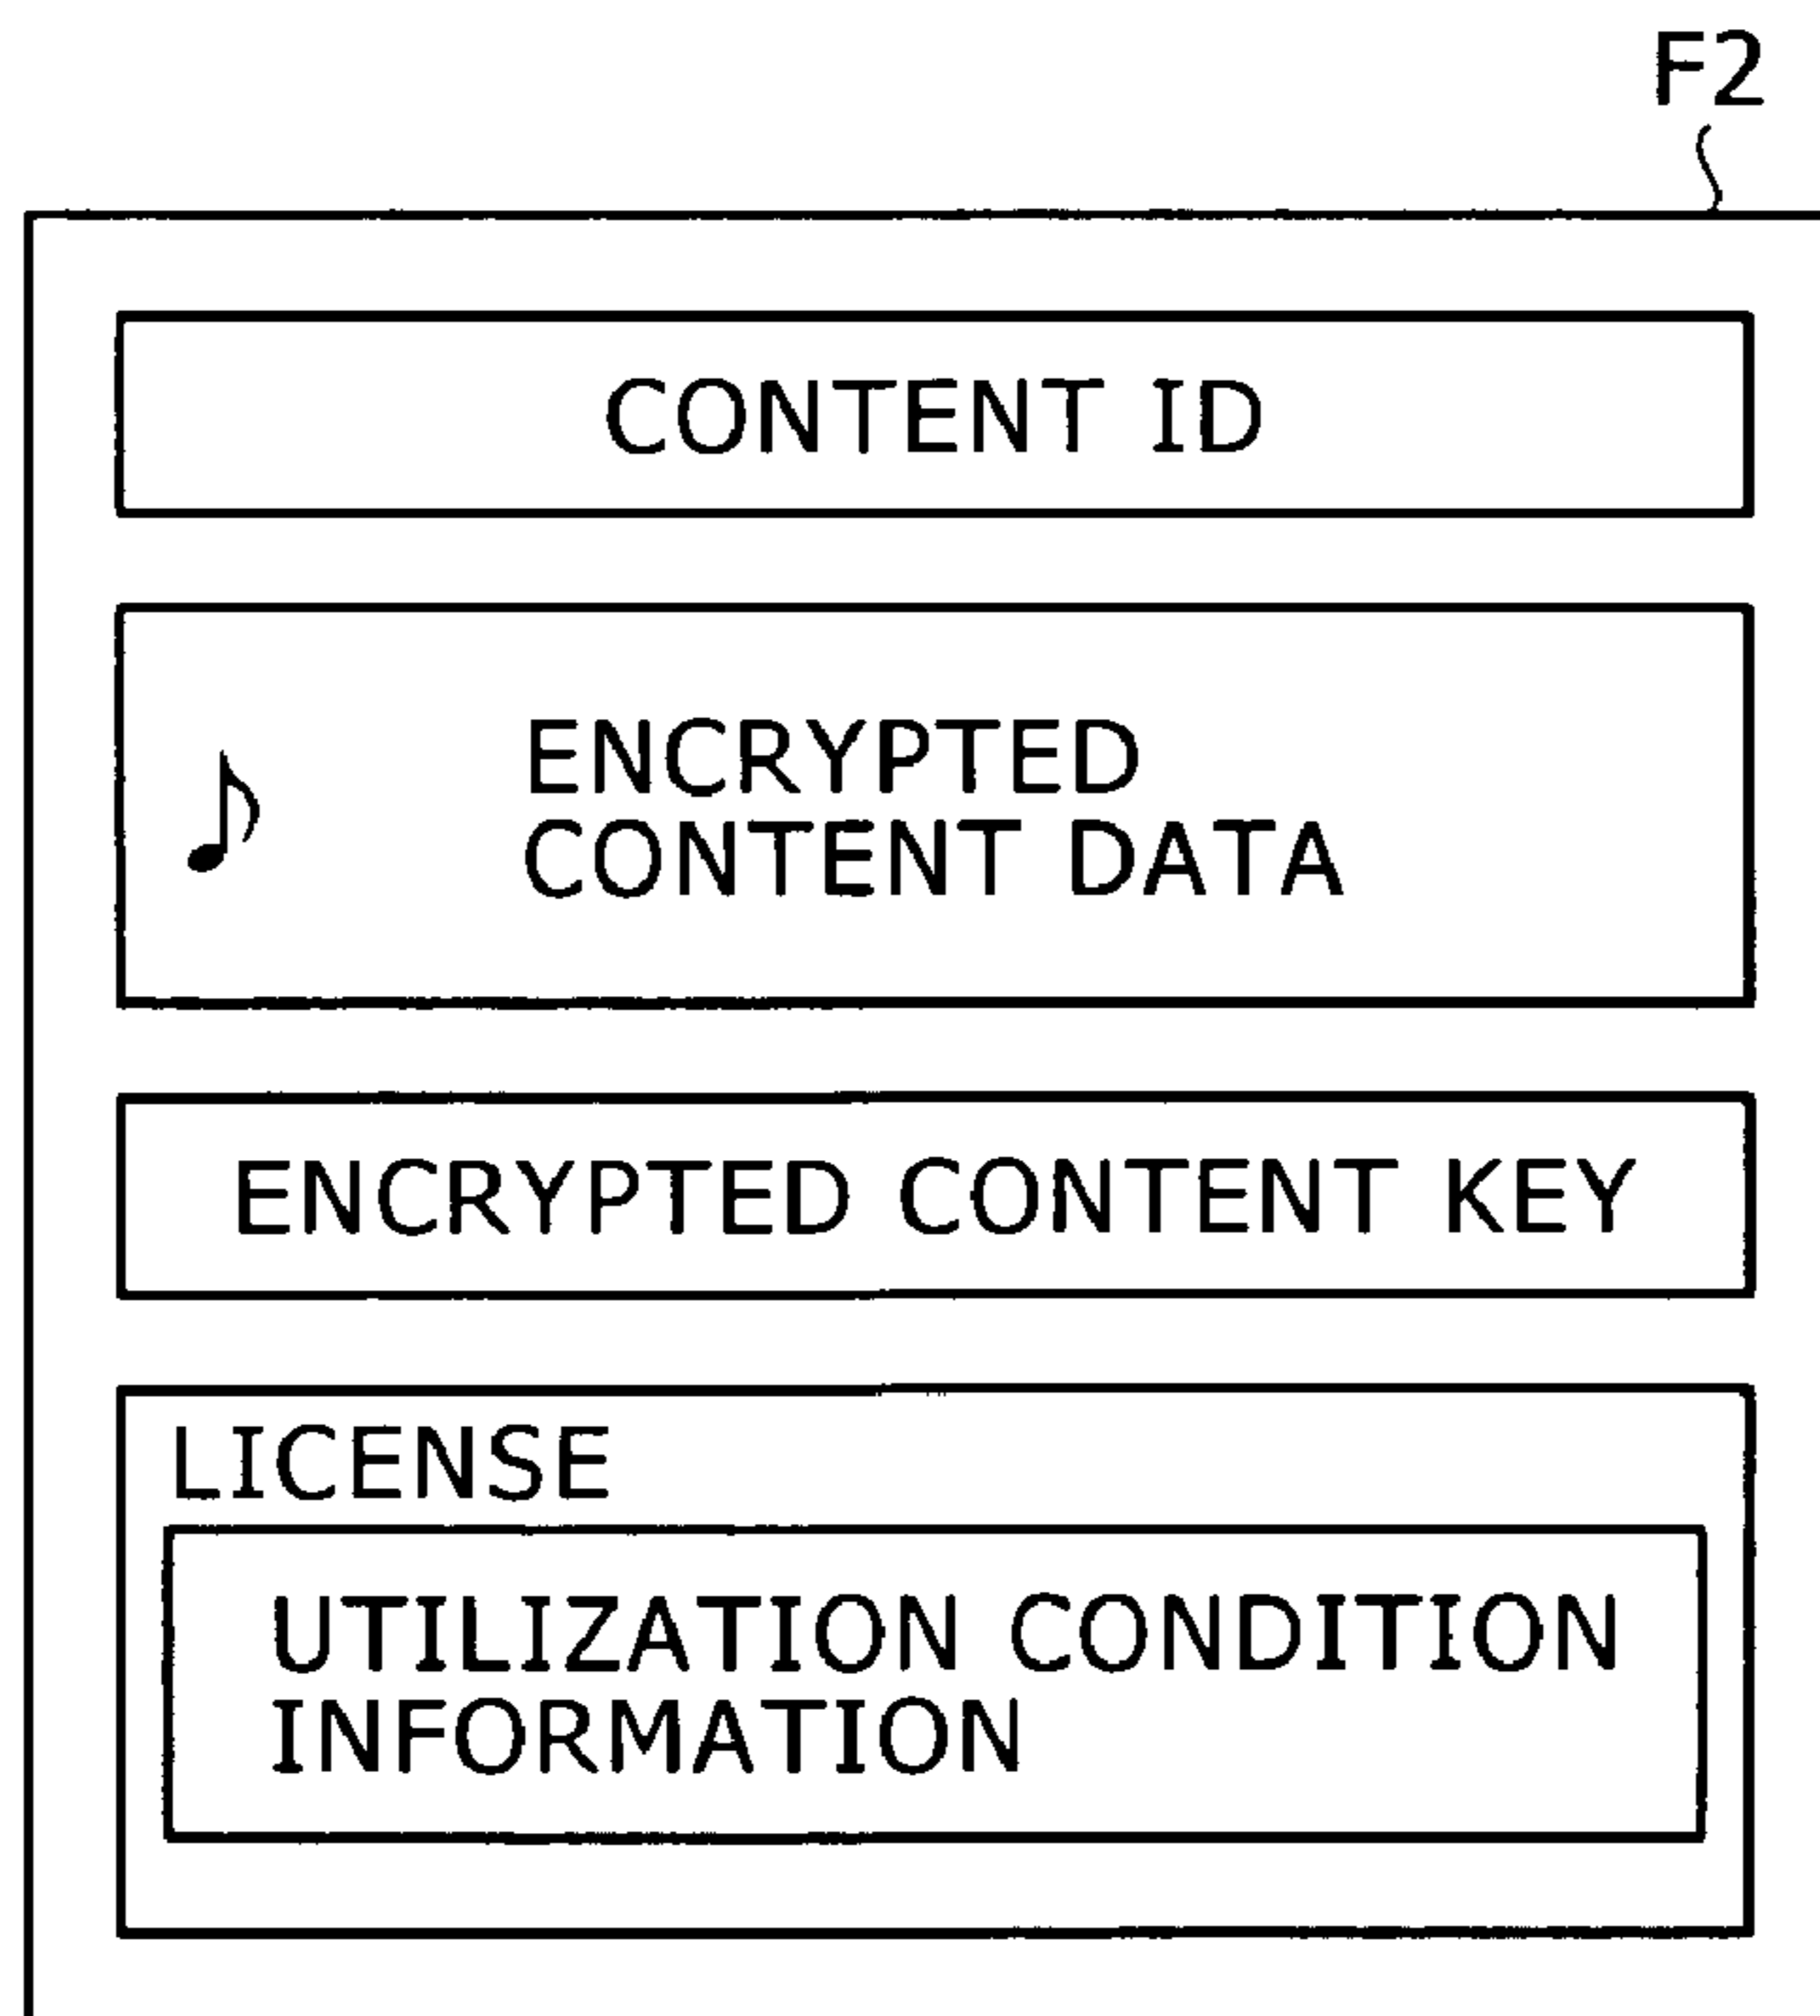 F2
CONTENT ID
ENCRYPTED
CONTENT DATA
ENCRYPTED CONTENT KEY
LICENSE
UTILIZATION CONDITION
INFORMATION